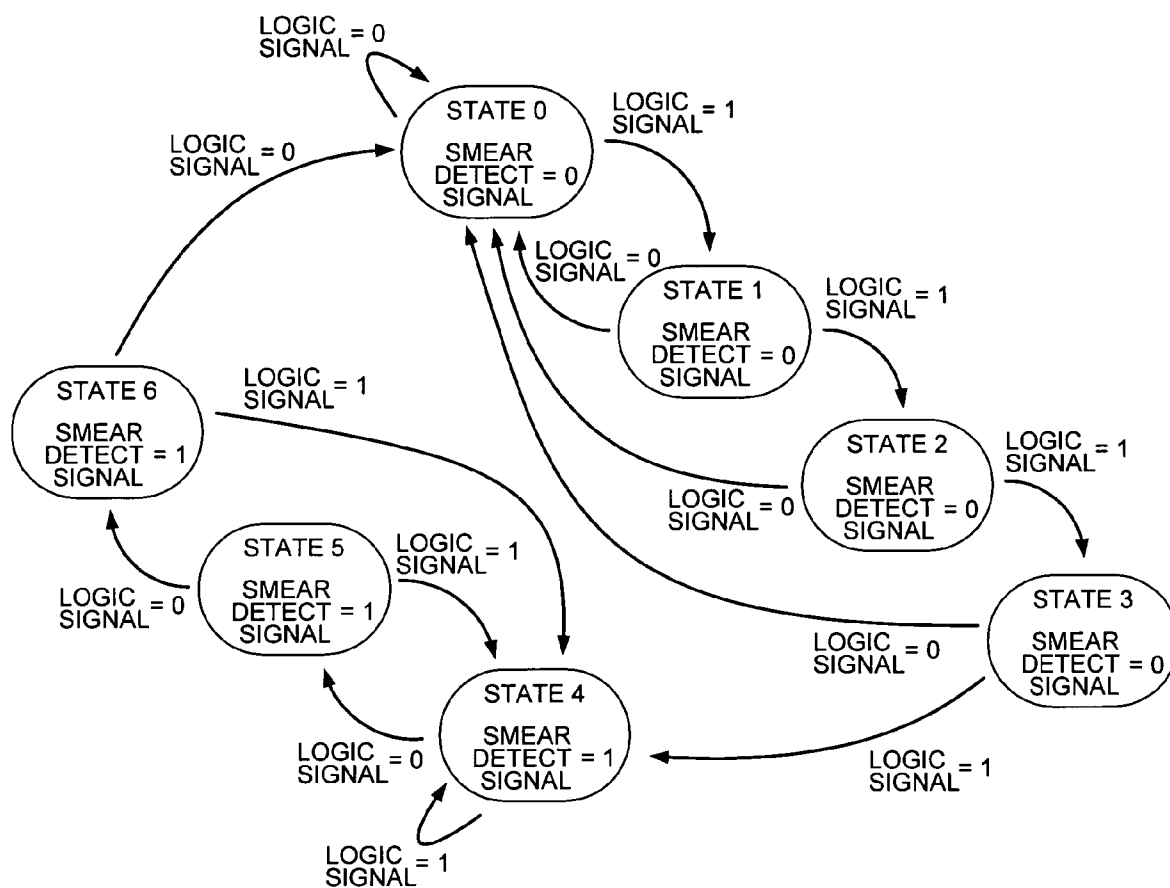 LOGIC
SIGNAL = 0
STATE 0
SMEAR
DETECT = 0
SIGNAL
LOGIC
SIGNAL = 1
LOGIC
SIGNAL = 0
LOGIC
SIGNAL = 0
STATE 1
SMEAR
DETECT = 0
SIGNAL
LOGIC
SIGNAL = 1
STATE 6
SMEAR
DETECT = 1
SIGNAL
LOGIC
SIGNAL = 1
STATE 2
SMEAR
DETECT = 0
SIGNAL
LOGIC
SIGNAL = 1
LOGIC
SIGNAL = 0
STATE 5
SMEAR
DETECT = 1
SIGNAL
LOGIC
SIGNAL = 1
LOGIC
SIGNAL = 0
STATE 3
SMEAR
DETECT = 0
SIGNAL
LOGIC
SIGNAL = 0
STATE 4
SMEAR
DETECT = 1
SIGNAL
LOGIC
SIGNAL = 0
LOGIC
SIGNAL = 1
LOGIC
SIGNAL = 1